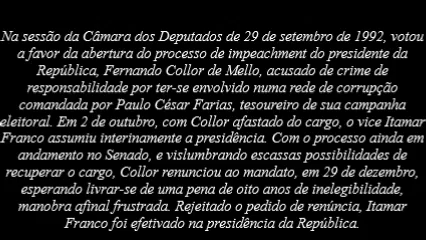 Na sessão da Câmara dos Deputados de 29 de setembro de 1992, votou
a favor da abertura do processo de impeachment do presidente da
República, Fernando Collor de Mello, acusado de crime de
responsabilidade por ter-se envolvido numa rede de corrupção
comandada por Paulo César Farias, tesoureiro de sua campanha
eleitoral. Em 2 de outubro, com Collor afastado do cargo, o vice Itamar
Franco assumiu interinamente a presidência. Com o processo ainda em
andamento no Senado, e vislumbrando escassas possibilidades de
recuperar o cargo, Collor renunciou ao mandato, em 29 de dezembro,
esperando livrar-se de uma pena de oito anos de inelegibilidade,
manobra afinal frustrada. Rejeitado o pedido de renúncia, Itamar
Franco foi efetivado na presidência da República.